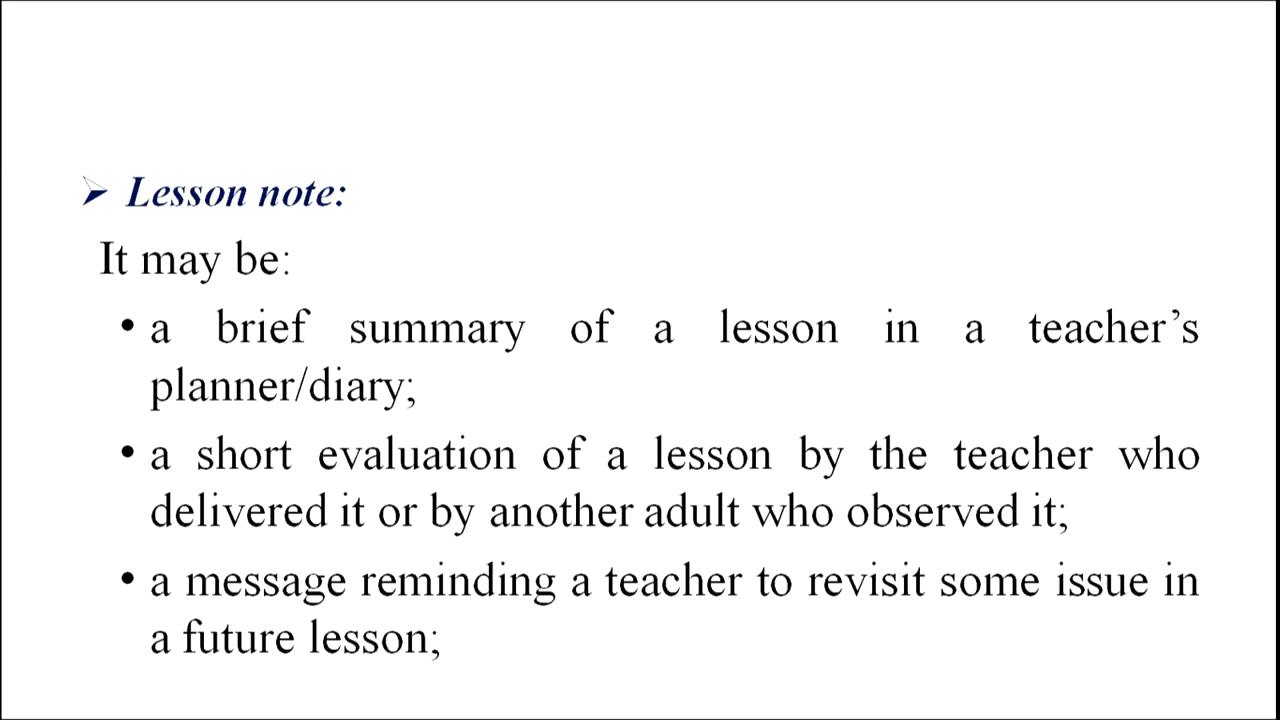 ➢ Lesson note:
It may be:
• a brief summary of a lesson in a teacher’s
planner/diary;
• a short evaluation of a lesson by the teacher who
delivered it or by another adult who observed it;
• a message reminding a teacher to revisit some issue in
a future lesson;